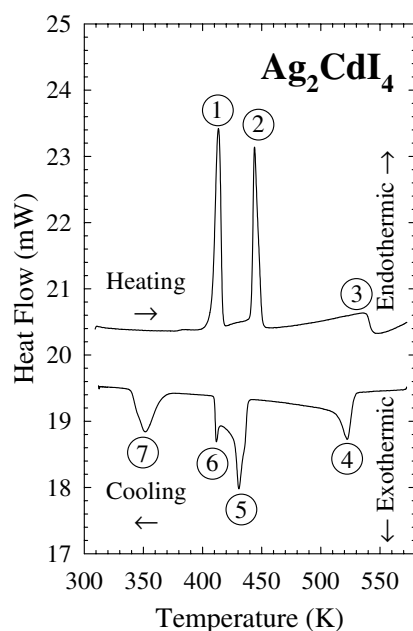 25
24
23
22
21
20
19
18
17
300 350 400 450 500 550
Heat Flow (mW)
Temperature (K)
Ag₂CdI₄
1
2
Endothermic →
Heating
→
3
7
6
5
4
Cooling
←
← Exothermic